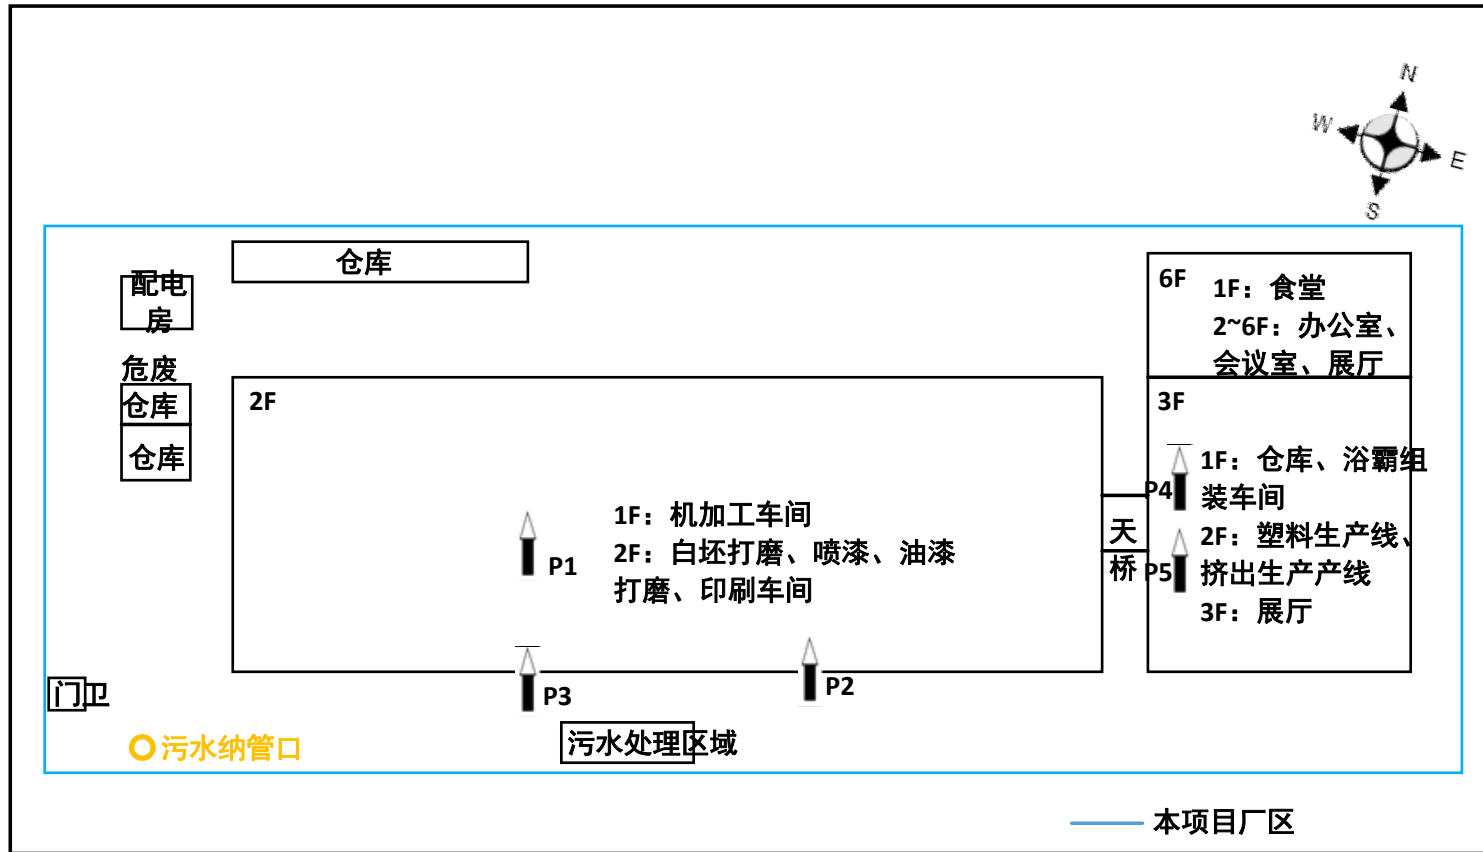 N
W
E
S
仓库
配电
房
危废
仓库
仓库
6F
1F：食堂
2~6F：办公室、
会议室、展厅
2F
1F：机加工车间
2F：白坯打磨、喷漆、油漆
打磨、印刷车间
P1
P3
P2
天
桥
3F
P4
P5
1F：仓库、浴霸组
装车间
2F：塑料生产线、
挤出生产产线
3F：展厅
门卫
污水纳管口
污水处理区域
本项目厂区